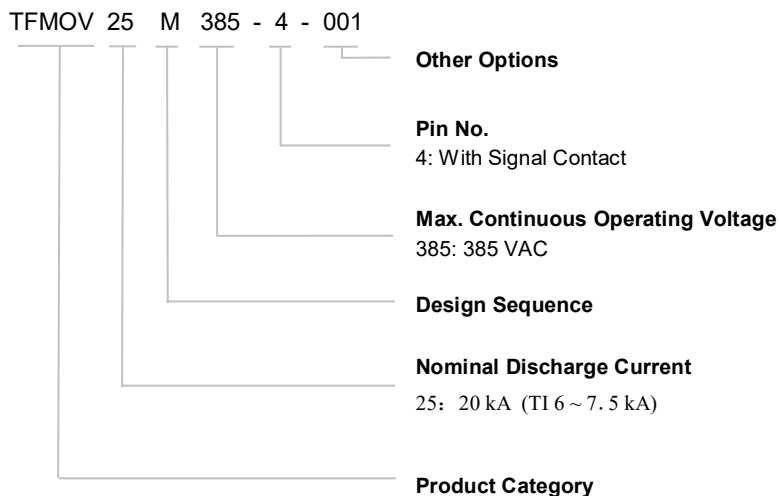 TFMOV 25 M 385 - 4 - 001
Other Options
Pin No.
4: With Signal Contact
Max. Continuous Operating Voltage
385: 385 VAC
Design Sequence
Nominal Discharge Current
25：20 kA (TI 6 ~ 7.5 kA)
Product Category